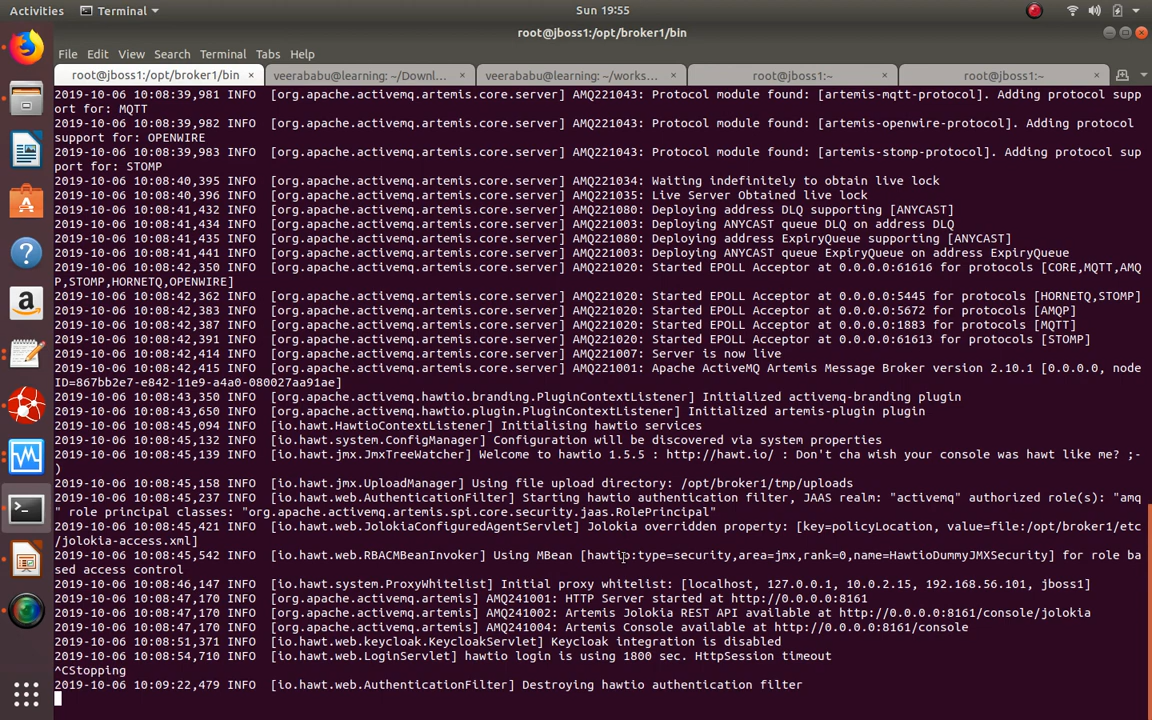 Activities
Terminal
Sun 19:55
root@jboss1:/opt/broker1/bin
File Edit View Search Terminal Tabs Help
root@jboss1:/opt/broker1/bin × veerababu@learning: ~/Downl... × veerababu@learning: ~/works... × root@jboss1:~ × root@jboss1:~ ×
2019-10-06 10:08:39,981 INFO  [org.apache.activemq.artemis.core.server] AMQ221043: Protocol module found: [artemis-mqtt-protocol]. Adding protocol supp
ort for: MQTT
2019-10-06 10:08:39,982 INFO  [org.apache.activemq.artemis.core.server] AMQ221043: Protocol module found: [artemis-openwire-protocol]. Adding protocol
support for: OPENWIRE
2019-10-06 10:08:39,983 INFO  [org.apache.activemq.artemis.core.server] AMQ221043: Protocol module found: [artemis-stomp-protocol]. Adding protocol sup
port for: STOMP
2019-10-06 10:08:40,395 INFO  [org.apache.activemq.artemis.core.server] AMQ221034: Waiting indefinitely to obtain live lock
2019-10-06 10:08:40,396 INFO  [org.apache.activemq.artemis.core.server] AMQ221035: Live Server Obtained live lock
2019-10-06 10:08:41,432 INFO  [org.apache.activemq.artemis.core.server] AMQ221080: Deploying address DLQ supporting [ANYCAST]
2019-10-06 10:08:41,434 INFO  [org.apache.activemq.artemis.core.server] AMQ221003: Deploying ANYCAST queue DLQ on address DLQ
2019-10-06 10:08:41,435 INFO  [org.apache.activemq.artemis.core.server] AMQ221080: Deploying address ExpiryQueue supporting [ANYCAST]
2019-10-06 10:08:41,441 INFO  [org.apache.activemq.artemis.core.server] AMQ221003: Deploying ANYCAST queue ExpiryQueue on address ExpiryQueue
2019-10-06 10:08:42,350 INFO  [org.apache.activemq.artemis.core.server] AMQ221020: Started EPOLL Acceptor at 0.0.0.0:61616 for protocols [CORE,MQTT,AMQ
P,STOMP,HORNETQ,OPENWIRE]
2019-10-06 10:08:42,362 INFO  [org.apache.activemq.artemis.core.server] AMQ221020: Started EPOLL Acceptor at 0.0.0.0:5445 for protocols [HORNETQ,STOMP]
2019-10-06 10:08:42,383 INFO  [org.apache.activemq.artemis.core.server] AMQ221020: Started EPOLL Acceptor at 0.0.0.0:5672 for protocols [AMQP]
2019-10-06 10:08:42,387 INFO  [org.apache.activemq.artemis.core.server] AMQ221020: Started EPOLL Acceptor at 0.0.0.0:1883 for protocols [MQTT]
2019-10-06 10:08:42,391 INFO  [org.apache.activemq.artemis.core.server] AMQ221020: Started EPOLL Acceptor at 0.0.0.0:61613 for protocols [STOMP]
2019-10-06 10:08:42,414 INFO  [org.apache.activemq.artemis.core.server] AMQ221007: Server is now live
2019-10-06 10:08:42,415 INFO  [org.apache.activemq.artemis.core.server] AMQ221001: Apache ActiveMQ Artemis Message Broker version 2.10.1 [0.0.0.0, node
ID=867bb2e7-e842-11e9-a4a0-080027aa91ae]
2019-10-06 10:08:43,350 INFO  [org.apache.activemq.hawtio.branding.PluginContextListener] Initialized activemq-branding plugin
2019-10-06 10:08:43,650 INFO  [org.apache.activemq.hawtio.plugin.PluginContextListener] Initialized artemis-plugin plugin
2019-10-06 10:08:45,094 INFO  [io.hawt.HawtioContextListener] Initialising hawtio services
2019-10-06 10:08:45,132 INFO  [io.hawt.system.ConfigManager] Configuration will be discovered via system properties
2019-10-06 10:08:45,139 INFO  [io.hawt.jmx.JmxTreeWatcher] Welcome to hawtio 1.5.5 : http://hawt.io/ : Don't cha wish your console was hawt like me? ;-
)
2019-10-06 10:08:45,158 INFO  [io.hawt.jmx.UploadManager] Using file upload directory: /opt/broker1/tmp/uploads
2019-10-06 10:08:45,237 INFO  [io.hawt.web.AuthenticationFilter] Starting hawtio authentication filter, JAAS realm: "activemq" authorized role(s): "amq
" role principal classes: "org.apache.activemq.artemis.spi.core.security.jaas.RolePrincipal"
2019-10-06 10:08:45,421 INFO  [io.hawt.web.JolokiaConfiguredAgentServlet] Jolokia overridden property: [key=policyLocation, value=file:/opt/broker1/etc
/jolokia-access.xml]
2019-10-06 10:08:45,542 INFO  [io.hawt.web.RBACMBeanInvoker] Using MBean [hawtio:type=security,area=jmx,rank=0,name=HawtioDummyJMXSecurity] for role ba
sed access control
2019-10-06 10:08:46,147 INFO  [io.hawt.system.ProxyWhitelist] Initial proxy whitelist: [localhost, 127.0.0.1, 10.0.2.15, 192.168.56.101, jboss1]
2019-10-06 10:08:47,170 INFO  [org.apache.activemq.artemis] AMQ241001: HTTP Server started at http://0.0.0.0:8161
2019-10-06 10:08:47,170 INFO  [org.apache.activemq.artemis] AMQ241002: Artemis Jolokia REST API available at http://0.0.0.0:8161/console/jolokia
2019-10-06 10:08:47,170 INFO  [org.apache.activemq.artemis] AMQ241004: Artemis Console available at http://0.0.0.0:8161/console
2019-10-06 10:08:51,371 INFO  [io.hawt.web.keycloak.KeycloakServlet] Keycloak integration is disabled
2019-10-06 10:08:54,710 INFO  [io.hawt.web.LoginServlet] hawtio login is using 1800 sec. HttpSession timeout
^CStopping
2019-10-06 10:09:22,479 INFO  [io.hawt.web.AuthenticationFilter] Destroying hawtio authentication filter